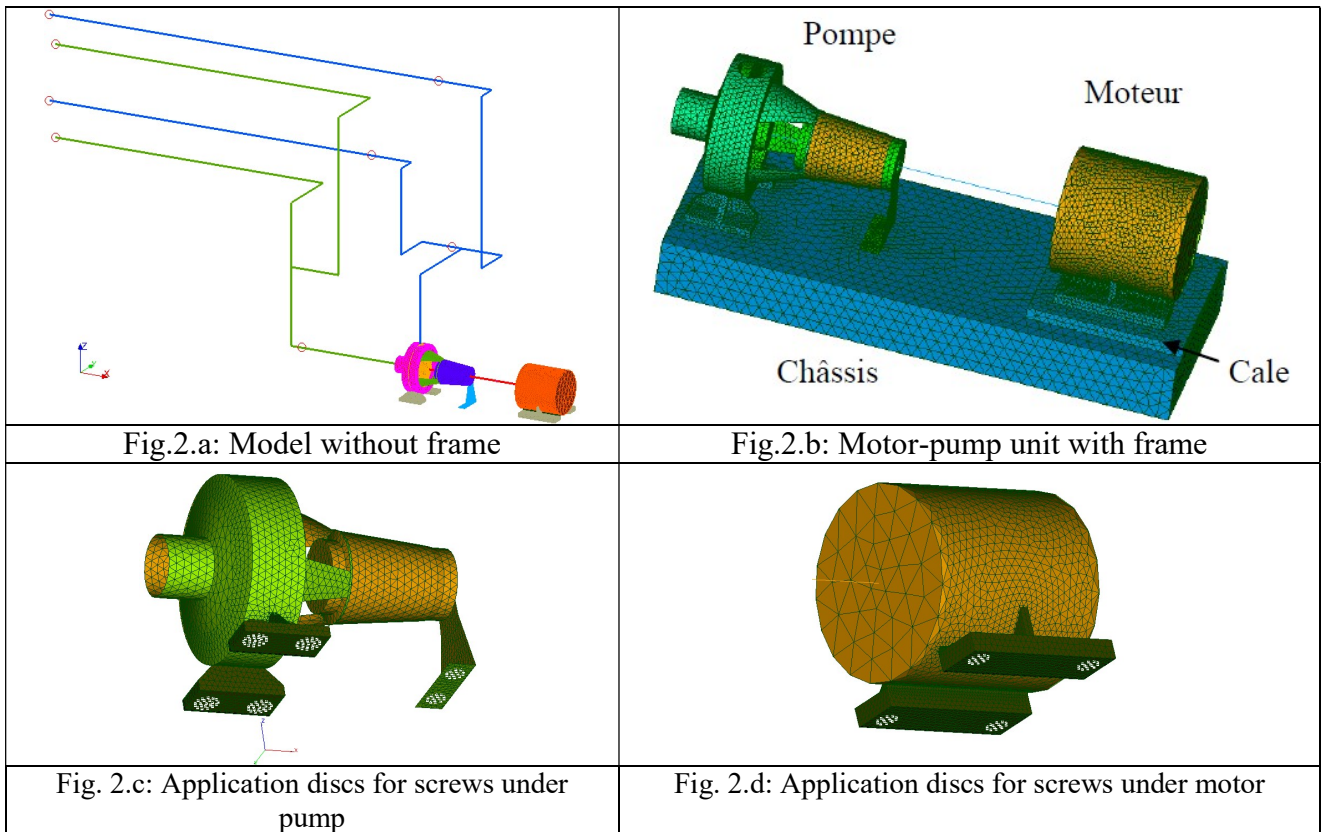 Z
Y
X
Pompe
Moteur
Châssis
Cale
Fig.2.a: Model without frame
Fig.2.b: Motor-pump unit with frame
z
x
Fig. 2.c: Application discs for screws under
pump
Fig. 2.d: Application discs for screws under motor